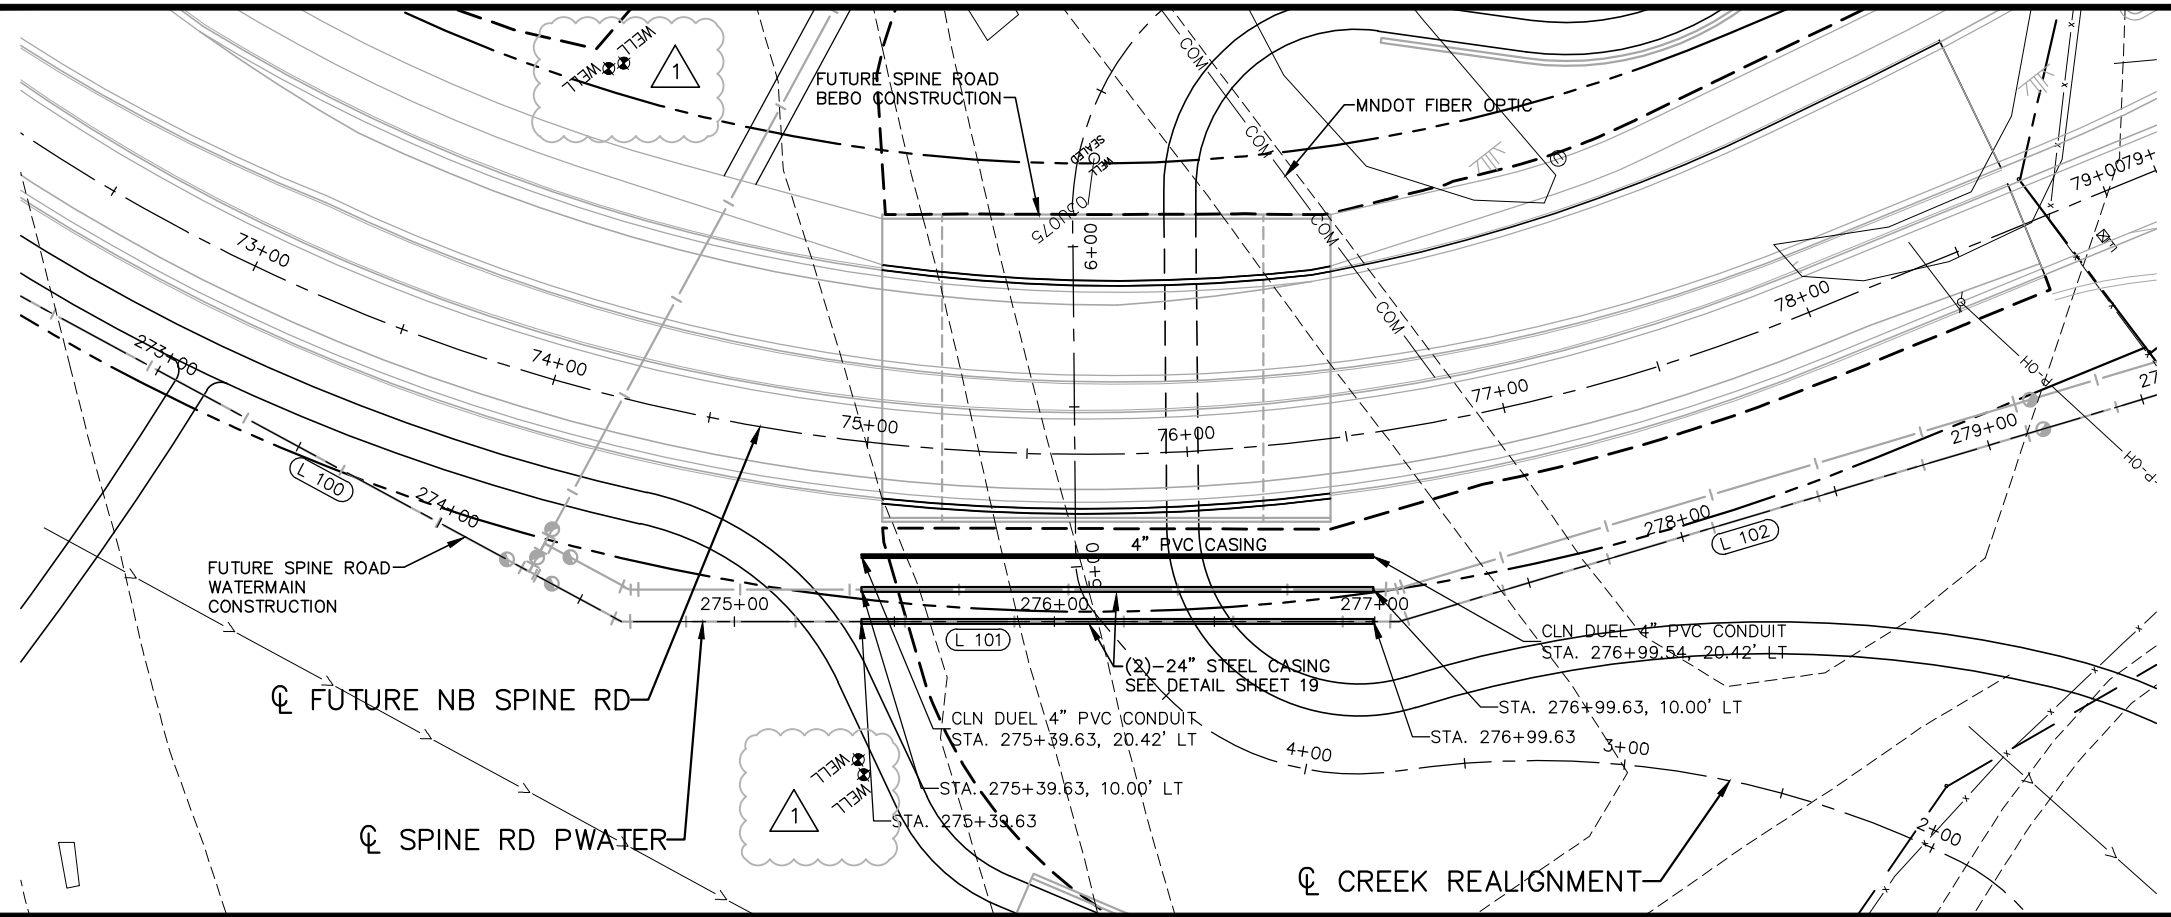 WELL
WELL
1
FUTURE SPINE ROAD
BEBO CONSTRUCTION
COM
MNDOT FIBER OPTIC
COM
SEALED
WELL
COM
COM
6+00
79+00
79+
73+00
78+00
273+00
74+00
77+00
75+00
76+00
P-OH
279+00
27
P-OH
L 100
274+00
278+00
L 102
4" PVC CASING
5+00
FUTURE SPINE ROAD
WATERMAIN
CONSTRUCTION
275+00
276+00
277+00
L 101
CLN DUEL 4" PVC CONDUIT
STA. 276+99.54, 20.42' LT
(2)-24" STEEL CASING
SEE DETAIL SHEET 19
℄ FUTURE NB SPINE RD
STA. 276+99.63, 10.00' LT
CLN DUEL 4" PVC CONDUIT
STA. 275+39.63, 20.42' LT
STA. 276+99.63
4+00
3+00
WELL
WELL
1
STA. 275+39.63, 10.00' LT
STA. 275+39.63
℄ SPINE RD PWATER
2+00
℄ CREEK REALIGNMENT